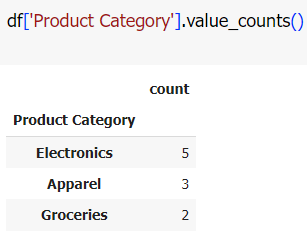 df['Product Category'].value_counts()
count
Product Category
Electronics 5
Apparel 3
Groceries 2